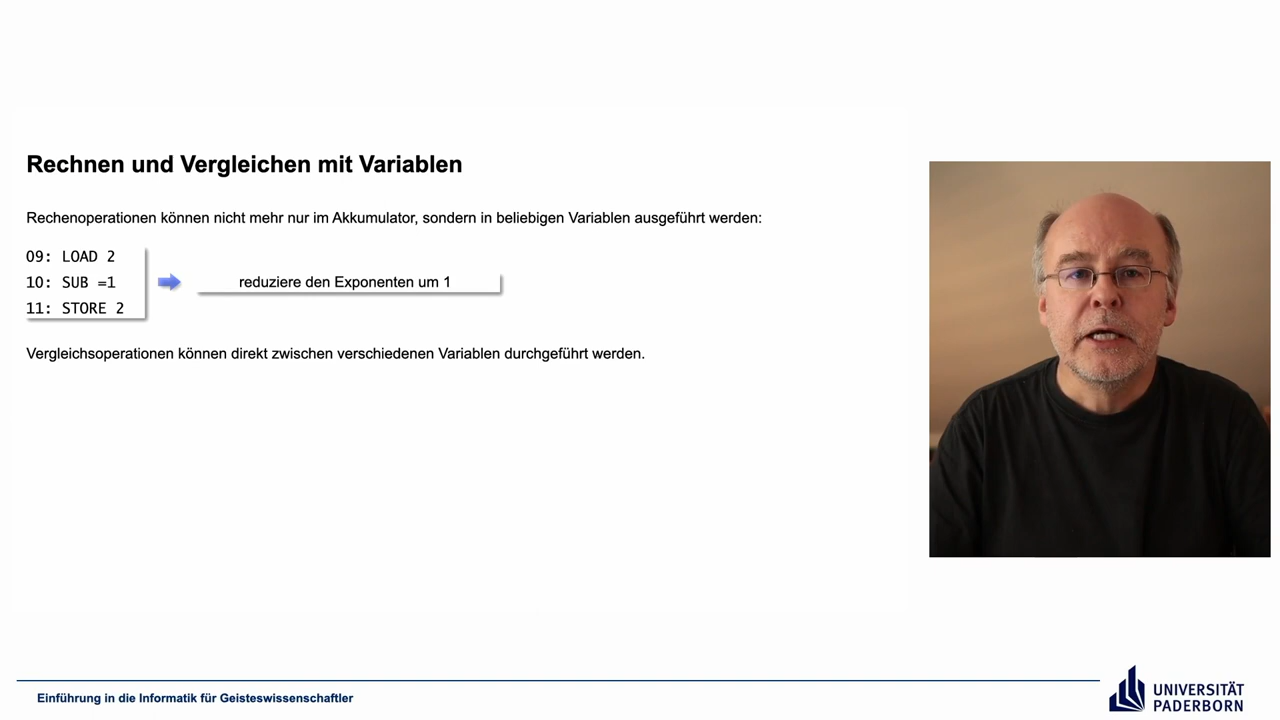 Rechnen und Vergleichen mit Variablen
Rechenoperationen können nicht mehr nur im Akkumulator, sondern in beliebigen Variablen ausgeführt werden:
09: LOAD 2
10: SUB =1
11: STORE 2
reduziere den Exponenten um 1
Vergleichsoperationen können direkt zwischen verschiedenen Variablen durchgeführt werden.
Einführung in die Informatik für Geisteswissenschaftler
UNIVERSITÄT
PADERBORN